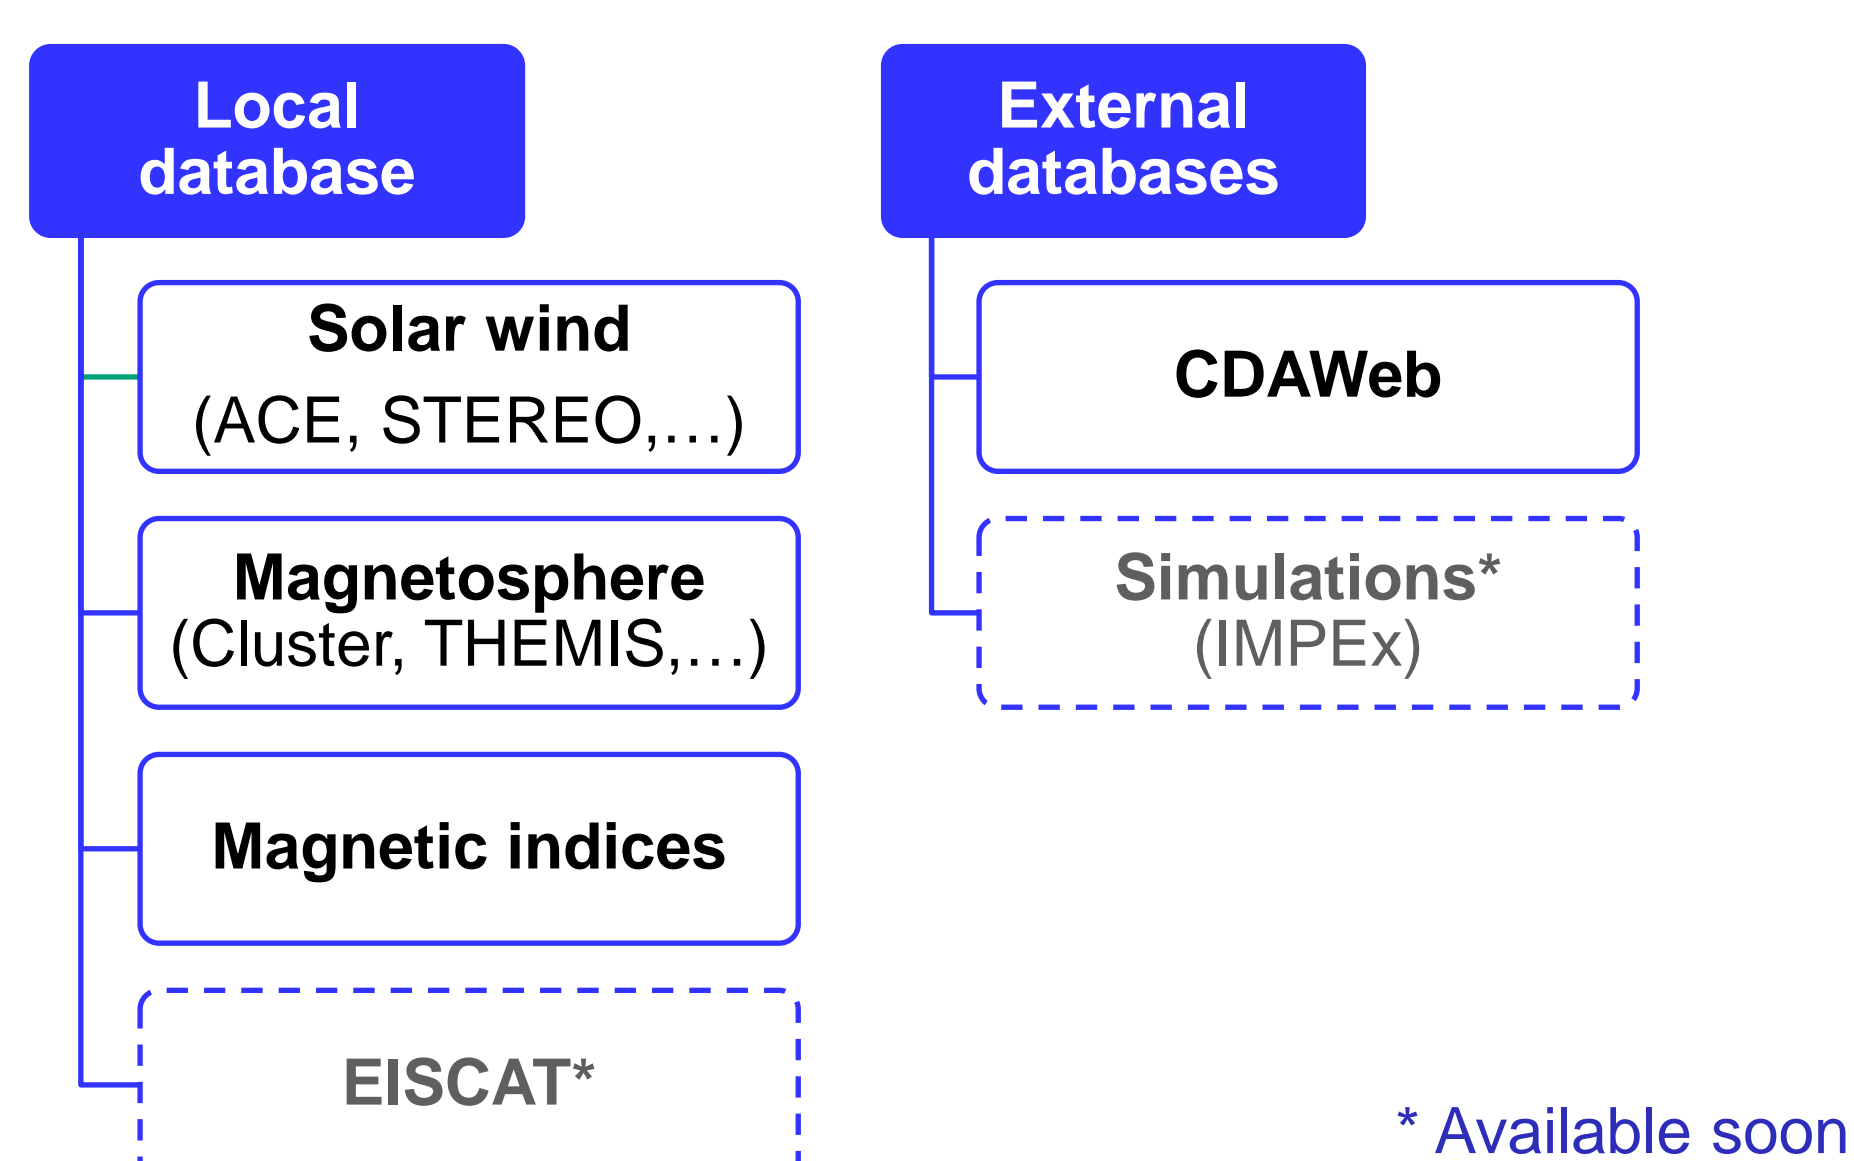 Local
database
Solar wind
(ACE, STEREO,…)
Magnetosphere
(Cluster, THEMIS,…)
Magnetic indices
EISCAT*
External
databases
CDAWeb
Simulations*
(IMPEx)
* Available soon